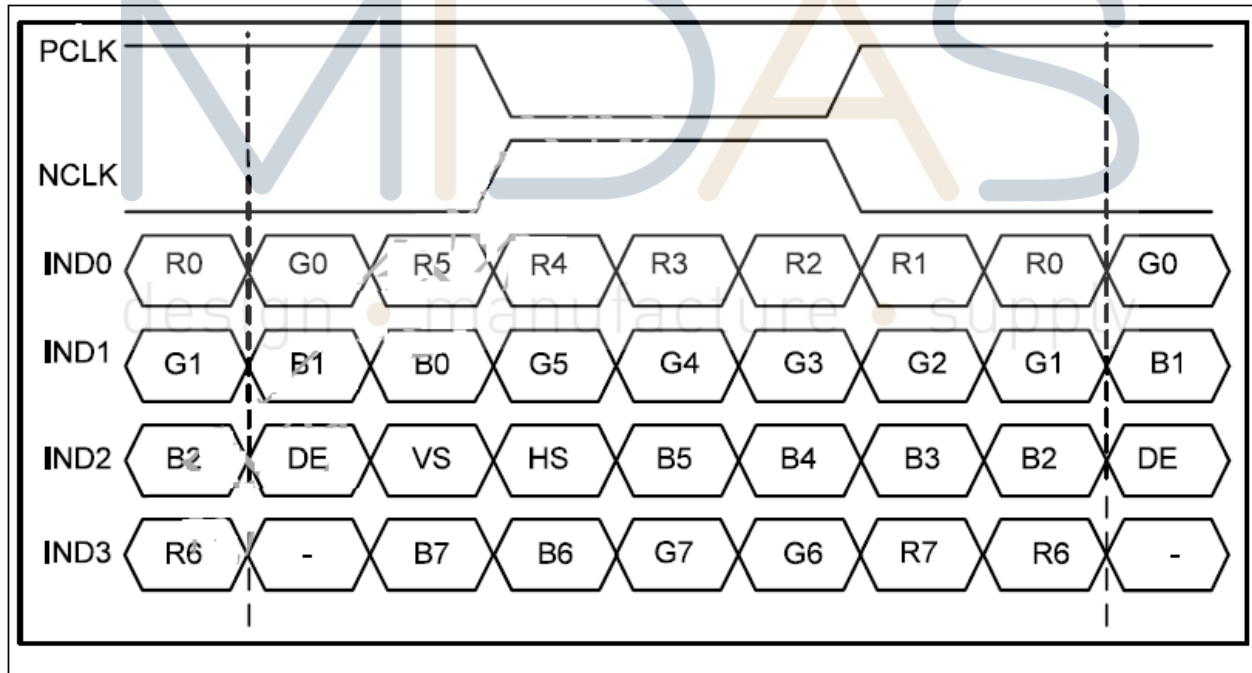 MIDAS
PCLK
NCLK
IND0 R0 G0 R5 R4 R3 R2 R1 R0 G0
design • manufacture • supply
IND1 G1 B1 B0 G5 G4 G3 G2 G1 B1
IND2 B2 DE VS HS B5 B4 B3 B2 DE
IND3 R6 - B7 B6 G7 G6 R7 R6 -